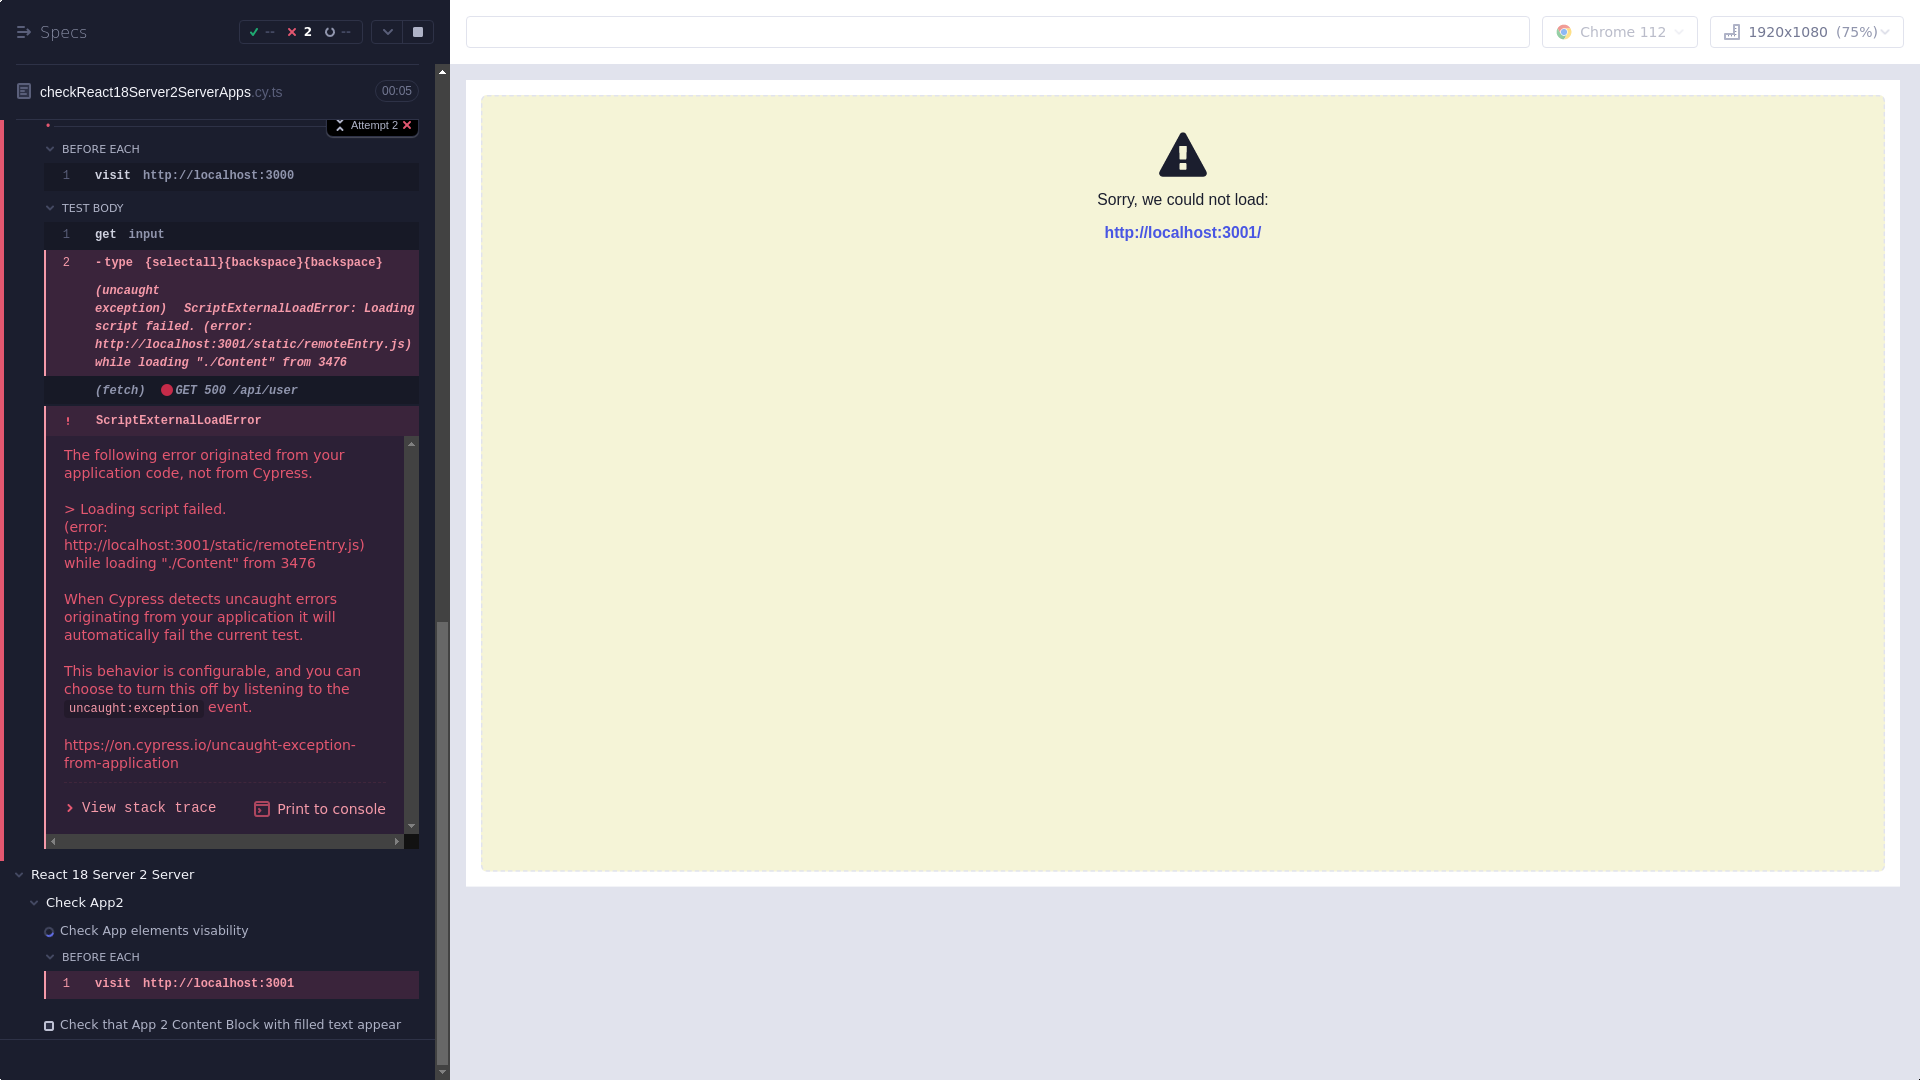 Specs
-- 2 --
checkReact18Server2ServerApps.cy.ts 00:05
Attempt 2
BEFORE EACH
1 visit http://localhost:3000
TEST BODY
1 get input
2 -type {selectall}{backspace}{backspace}
(uncaught
exception) ScriptExternalLoadError: Loading
script failed. (error:
http://localhost:3001/static/remoteEntry.js)
while loading "./Content" from 3476
(fetch) GET 500 /api/user
! ScriptExternalLoadError
The following error originated from your
application code, not from Cypress.
> Loading script failed.
(error:
http://localhost:3001/static/remoteEntry.js)
while loading "./Content" from 3476
When Cypress detects uncaught errors
originating from your application it will
automatically fail the current test.
This behavior is configurable, and you can
choose to turn this off by listening to the
uncaught:exception event.
https://on.cypress.io/uncaught-exception-
from-application
View stack trace Print to console
React 18 Server 2 Server
Check App2
Check App elements visability
BEFORE EACH
1 visit http://localhost:3001
Check that App 2 Content Block with filled text appear
Chrome 112
1920x1080 (75%)
Sorry, we could not load:
http://localhost:3001/